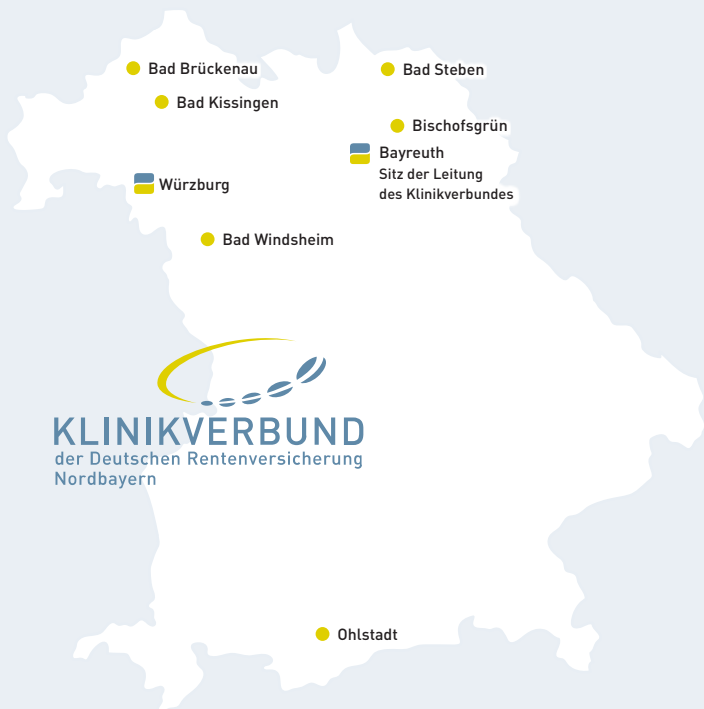 Bad Brückenau
Bad Steben
Bad Kissingen
Bischofsgrün
Bayreuth
Sitz der Leitung
des Klinikverbundes
Würzburg
Bad Windsheim
KLINIKVERBUND
der Deutschen Rentenversicherung
Nordbayern
Ohlstadt